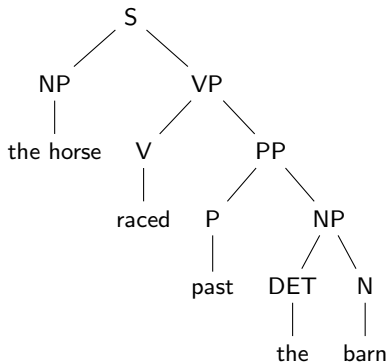 S
NP VP
the horse V PP
raced P NP
past DET N
the barn